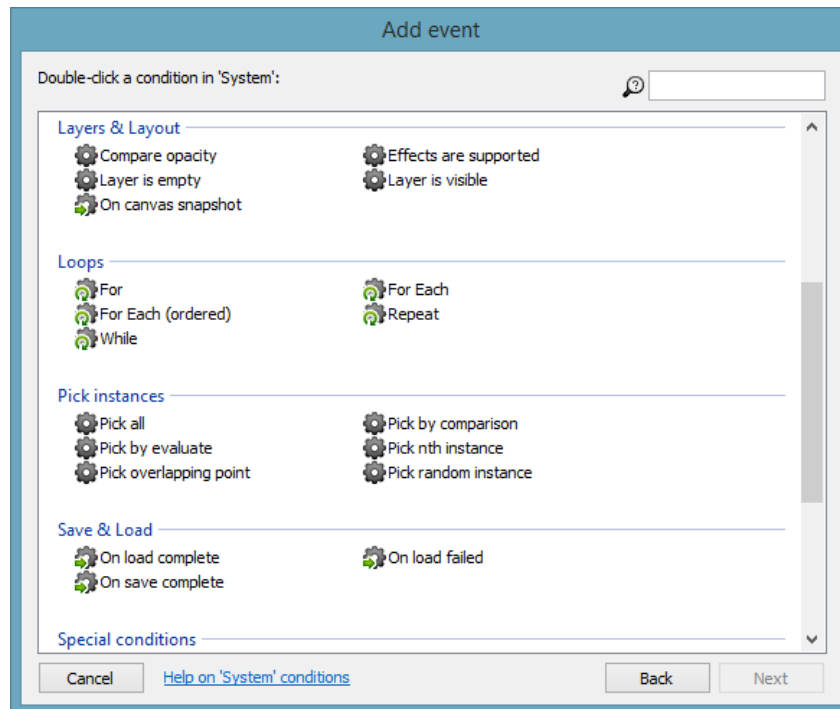 Add event
Double-click a condition in 'System':
Layers & Layout
Compare opacity
Effects are supported
Layer is empty
Layer is visible
On canvas snapshot
Loops
For
For Each
For Each (ordered)
Repeat
While
Pick instances
Pick all
Pick by comparison
Pick by evaluate
Pick nth instance
Pick overlapping point
Pick random instance
Save & Load
On load complete
On load failed
On save complete
Special conditions
Cancel
Help on 'System' conditions
Back
Next